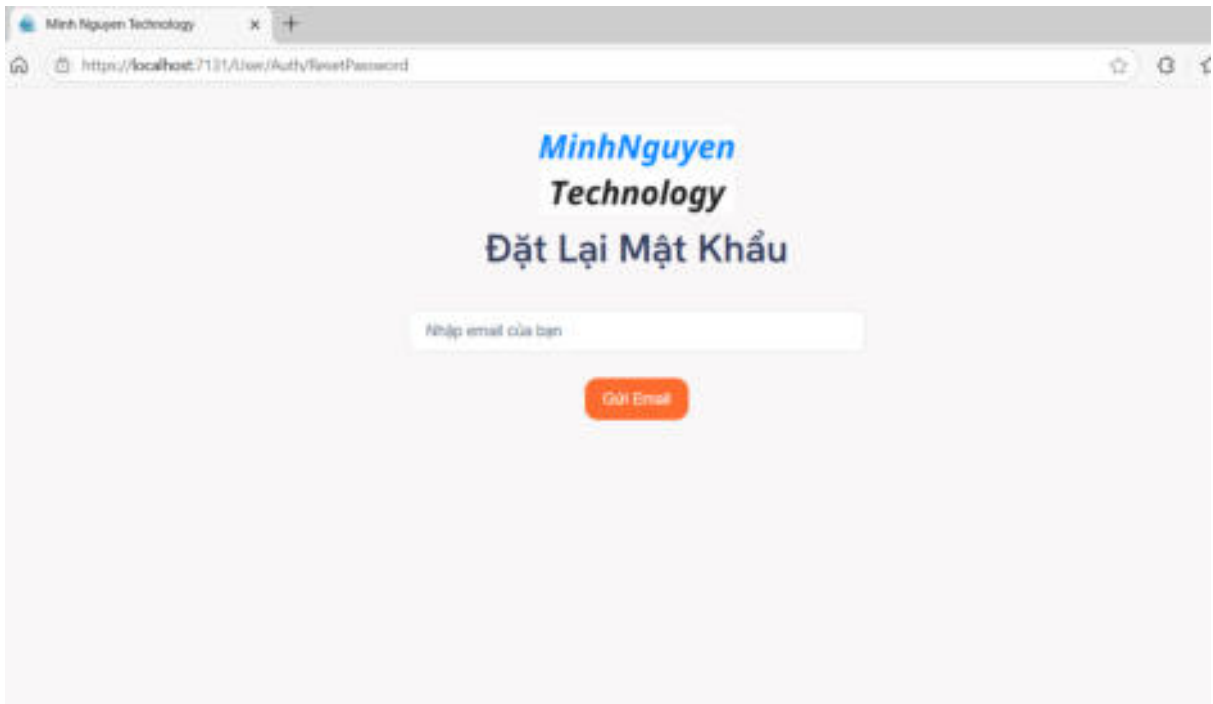 Minh Nguyen Technology
https://localhost:7131/User/Auth/ResetPassword
MinhNguyen
Technology
Đặt Lại Mật Khẩu
Nhập email của bạn
Gửi Email